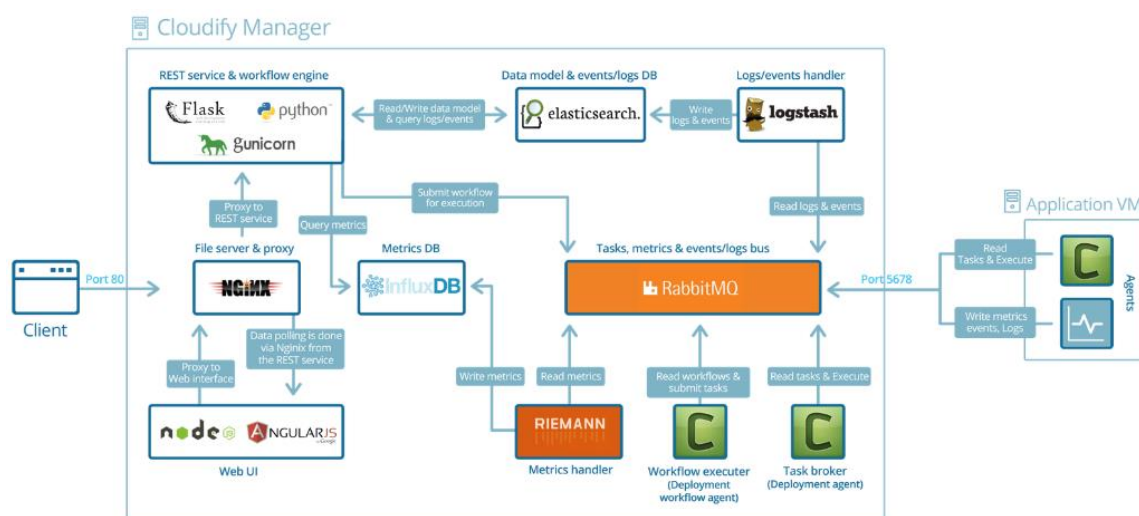 Cloudify Manager
REST service & workflow engine
Flask
python
gunicorn
Read/Write data model
& query logs/events
Data model & events/logs DB
elasticsearch.
Write
logs & events
Logs/events handler
logstash
Proxy to
REST service
Query metrics
Submit workflow
for execution
Read logs & events
Application VM
Client
Port 80
File server & proxy
NGINX
Metrics DB
InfluxDB
Tasks, metrics & events/logs bus
RabbitMQ
Port 5678
Read
Tasks & Execute
C
Write metrics
events, Logs
Agents
Proxy to
Web interface
Data polling is done
via Nginix from
the REST service
Write metrics
Read metrics
Read workflows &
submit tasks
Read tasks & Execute
node
JS
ANGULARJS
Web UI
RIEMANN
Metrics handler
C
Workflow executer
(Deployment
workflow agent)
C
Task broker
(Deployment agent)